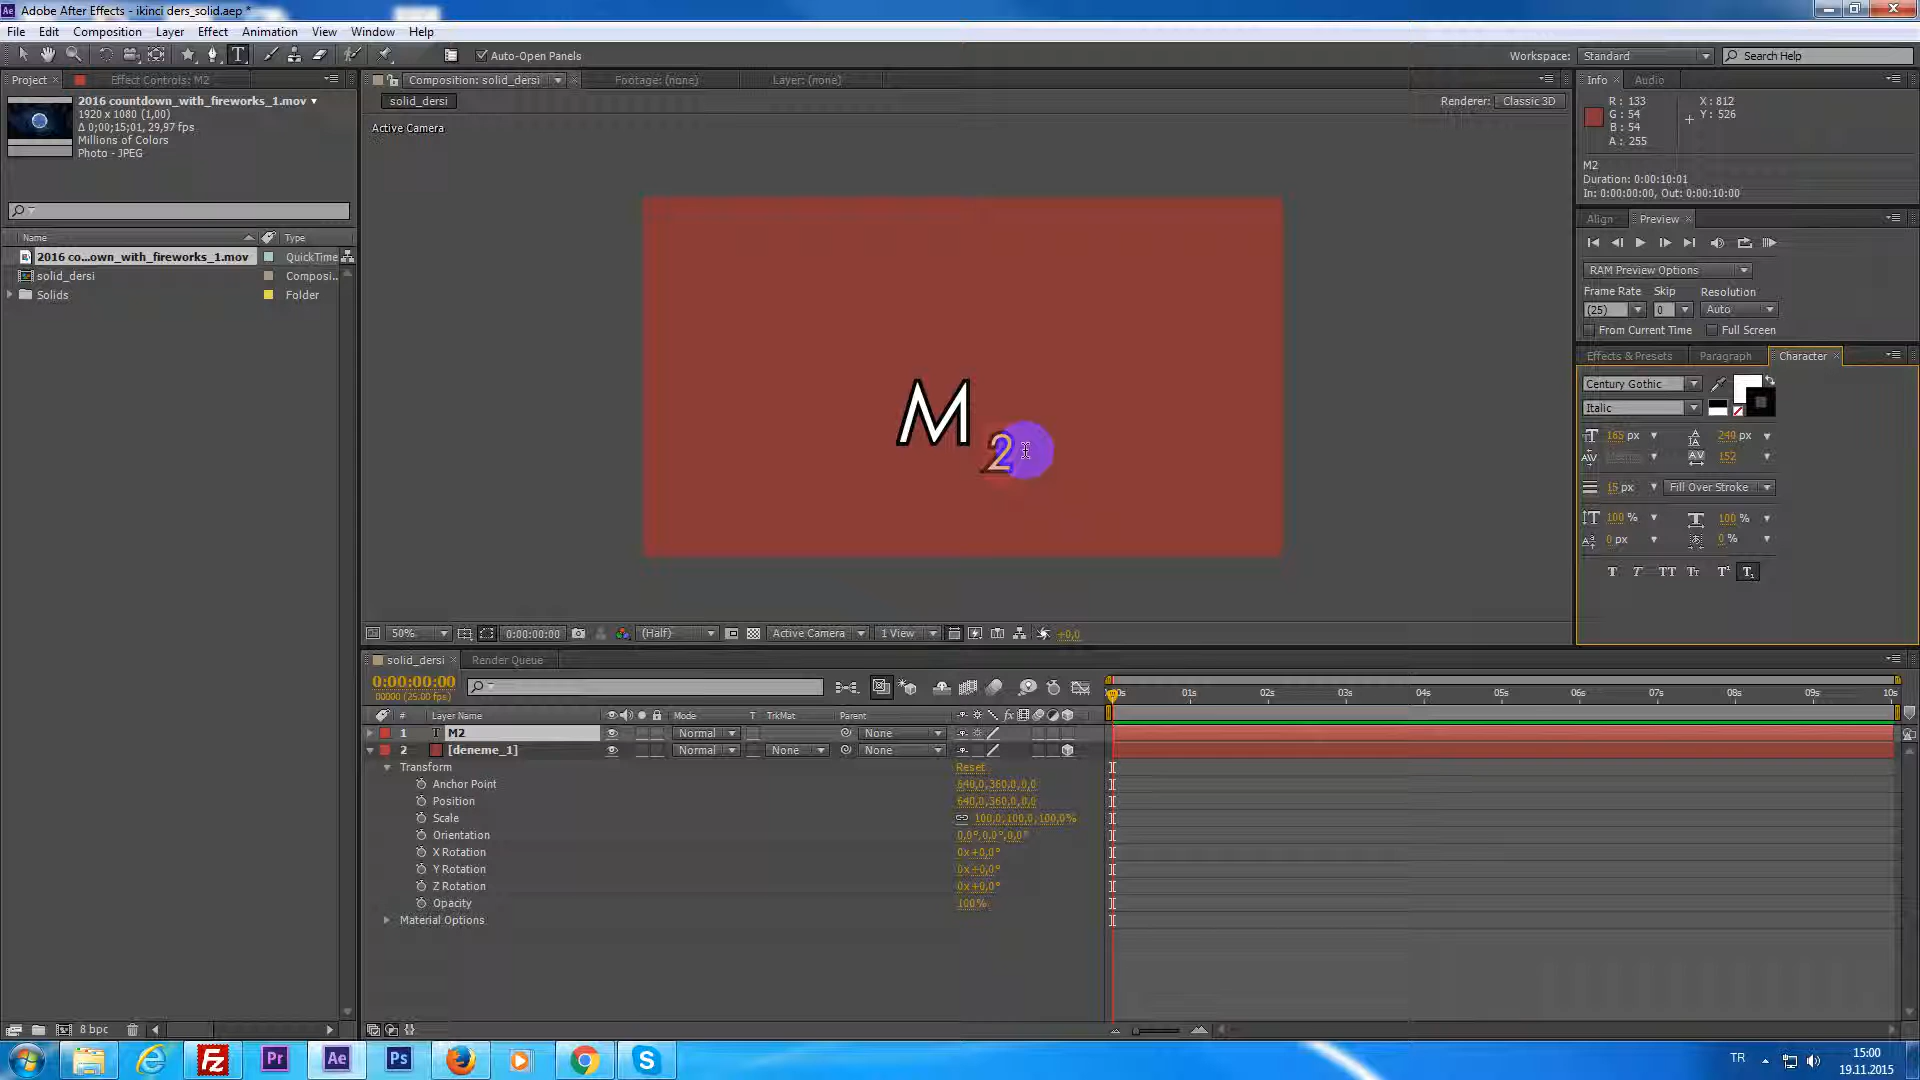 Adobe After Effects - ikinci ders_solid.aep *
File Edit Composition Layer Effect Animation View Window Help
Auto-Open Panels
Workspace: Standard Search Help
Project Effect Controls: M2
2016 countdown_with_fireworks_1.mov
1920 x 1080 (1,00)
Δ 0;00;15;01, 29,97 fps
Millions of Colors
Photo - JPEG
Name Type
2016 co...own_with_fireworks_1.mov QuickTime
solid_dersi Composi...
Solids Folder
8 bpc
Composition: solid_dersi Footage: (none) Layer: (none)
solid_dersi Renderer: Classic 3D
Active Camera
M2
50% 0:00:00:00 (Half) Active Camera 1 View +0,0
Info Audio
R: 133 X: 812
G: 54 Y: 526
B: 54
A: 255
M2
Duration: 0:00:10:01
In: 0:00:00:00, Out: 0:00:10:00
Align Preview
RAM Preview Options
Frame Rate Skip Resolution
(25) 0 Auto
From Current Time Full Screen
Effects & Presets Paragraph Character
Century Gothic
Italic
165 px 240 px
152
15 px Fill Over Stroke
100 % 100 %
0 px 0 %
solid_dersi Render Queue
0:00:00:00
00000 (25.00 fps)
# Layer Name Mode T TrkMat Parent
1 T M2 Normal None
2 [deneme_1] Normal None None
Transform Reset
Anchor Point 640,0,360,0,0,0
Position 640,0,360,0,0,0
Scale 100,0,100,0,100,0%
Orientation 0,0°,0,0°,0,0°
X Rotation 0x+0,0°
Y Rotation 0x+0,0°
Z Rotation 0x+0,0°
Opacity 100%
Material Options
01s 02s 03s 04s 05s 06s 07s 08s 09s 10s
Fz Pr Ae Ps S
TR 15:00
19.11.2015